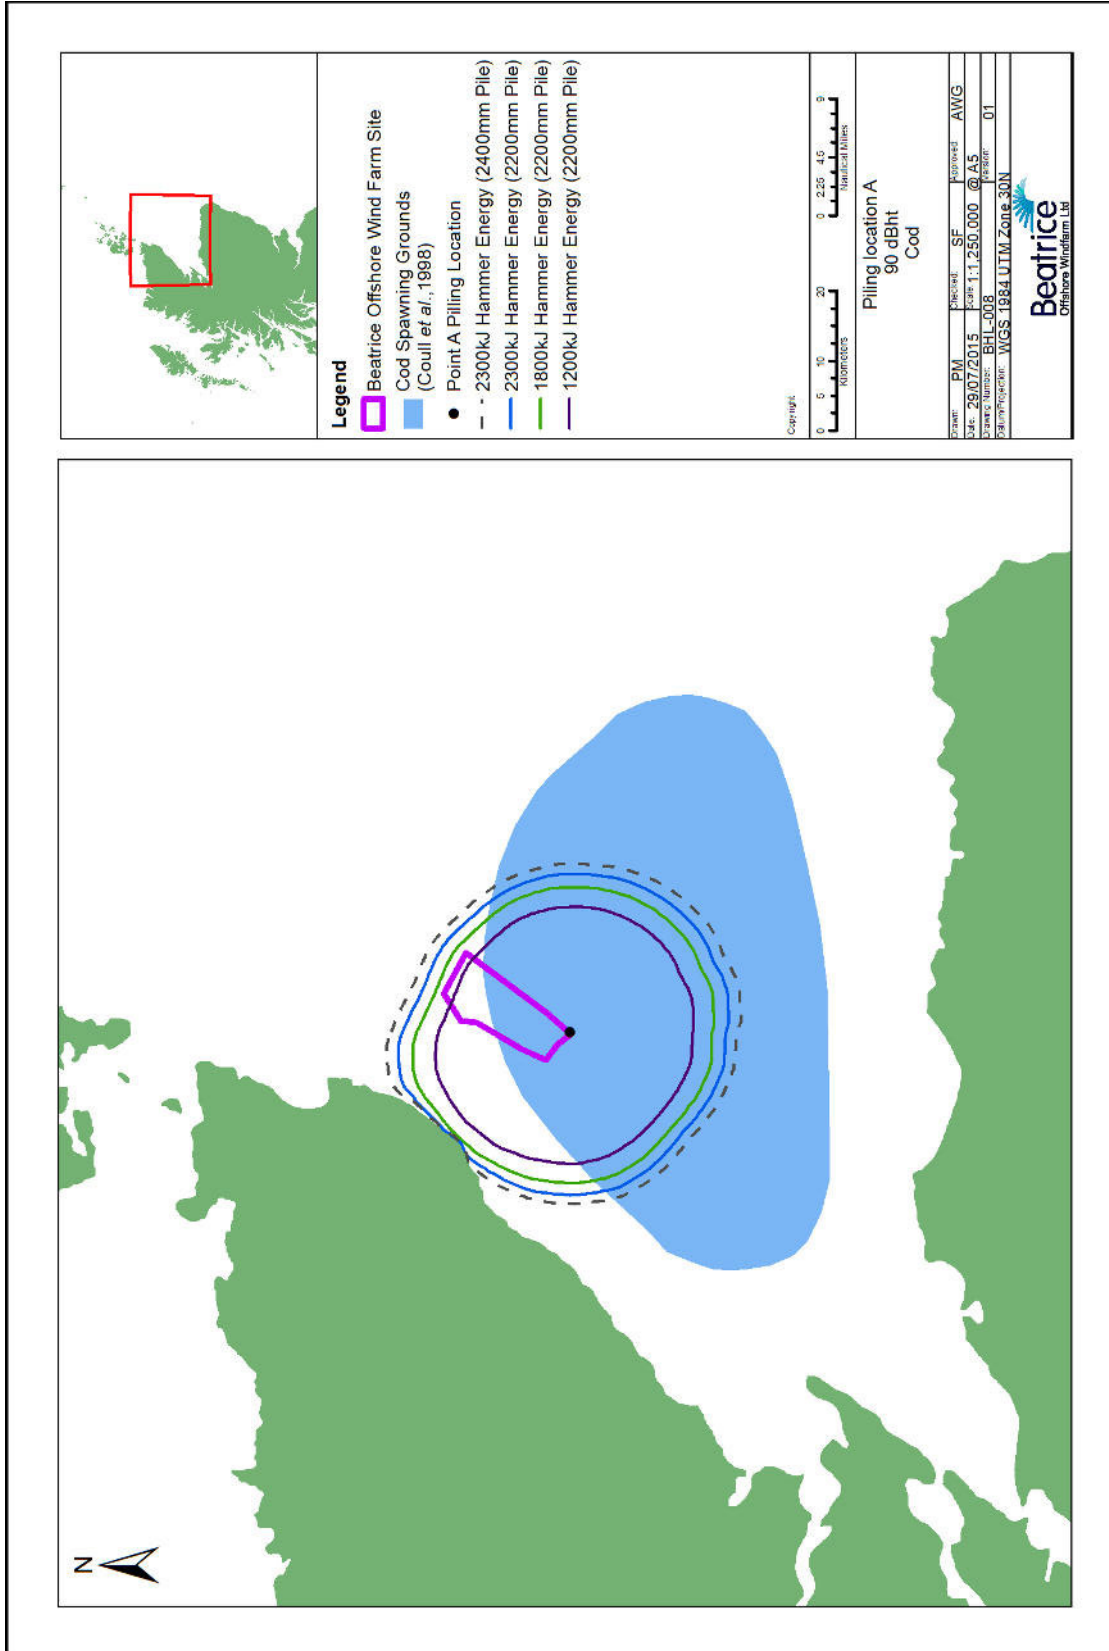 N
Legend
Beatrice Offshore Wind Farm Site
Cod Spawning Grounds
(Coull et al., 1998)
Point A Pilling Location
2300kJ Hammer Energy (2400mm Pile)
2300kJ Hammer Energy (2200mm Pile)
1800kJ Hammer Energy (2200mm Pile)
1200kJ Hammer Energy (2200mm Pile)
Copyright
0 5 10 20
Kilometers
0 2.25 4.5 9
Nautical Miles
Piling location A
90 dBht
Cod
Drawn: PM Checked: SF Approved: AWG
Date: 29/07/2015 Scale: 1:1,250,000 @ A5
Drawing Number: BHL-008 Version: 01
Datum/Projection: WGS 1984 UTM Zone 30N
Beatrice
Offshore Windfarm Ltd